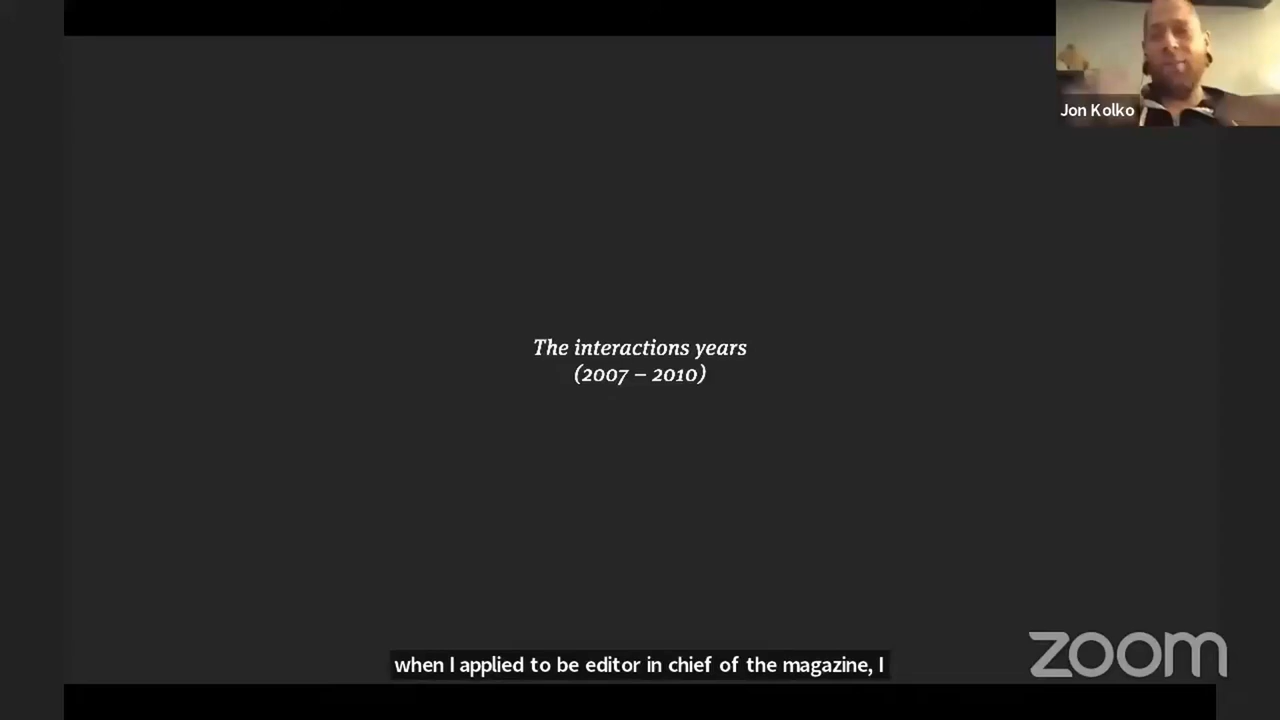 Jon Kolko
The interactions years
(2007 – 2010)
when I applied to be editor in chief of the magazine, I
zoom